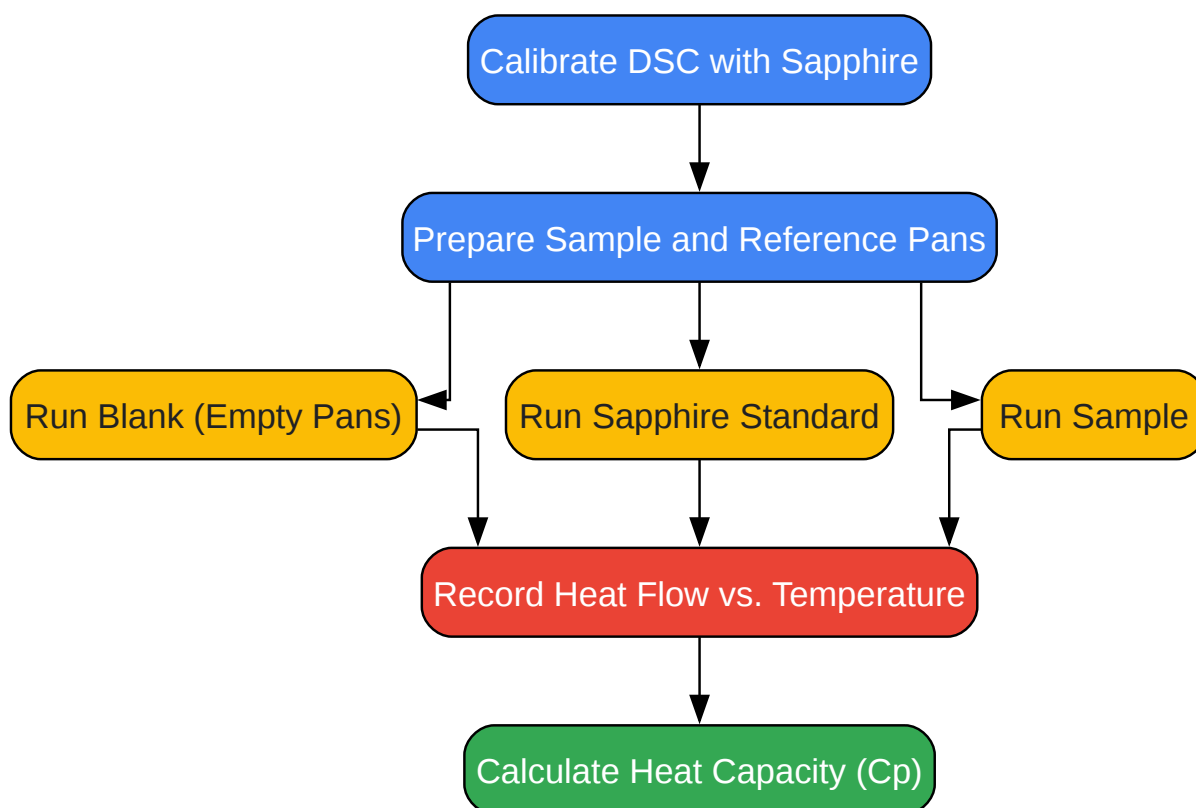 Calibrate DSC with Sapphire
Prepare Sample and Reference Pans
Run Blank (Empty Pans)
Run Sapphire Standard
Run Sample
Record Heat Flow vs. Temperature
Calculate Heat Capacity (Cp)